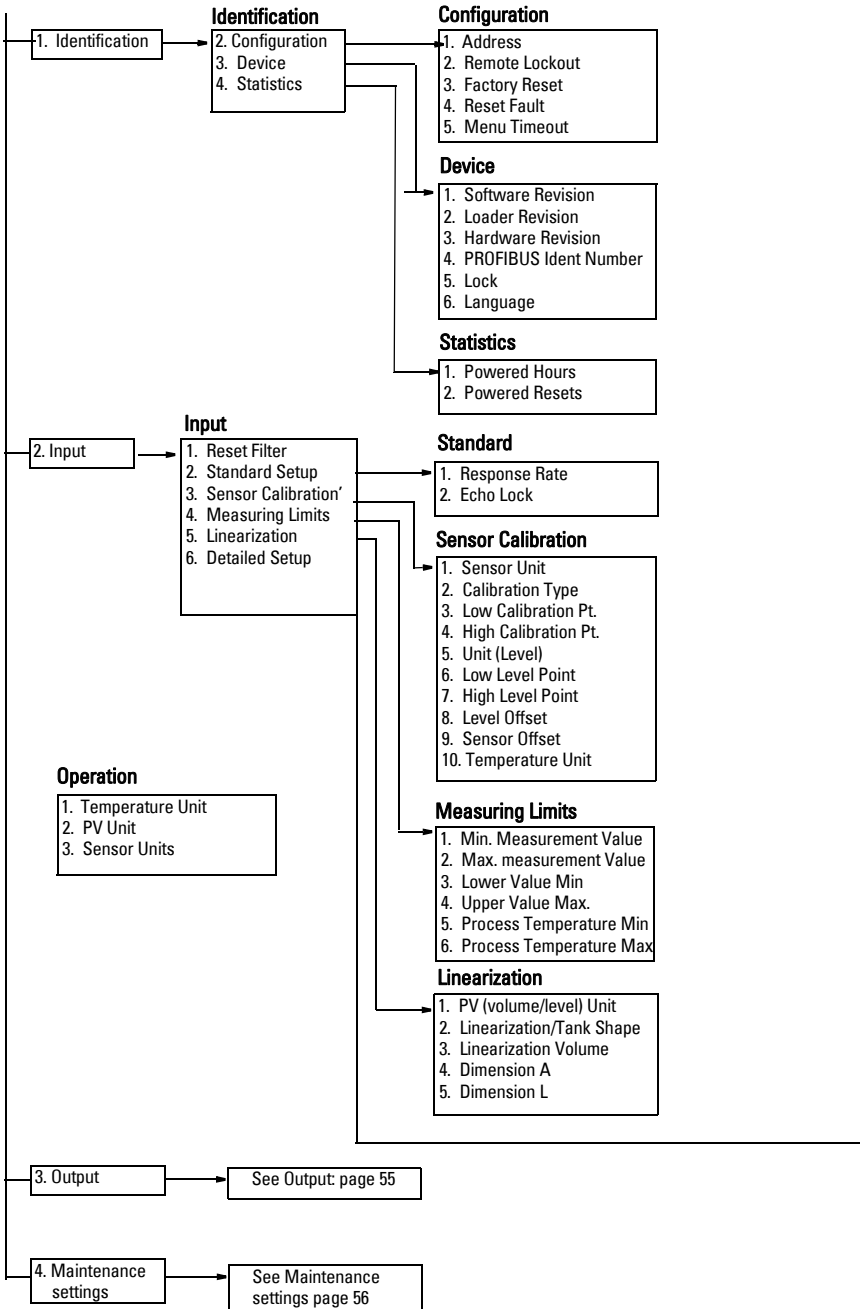 Identification
1. Identification
2. Configuration
3. Device
4. Statistics
Configuration
1. Address
2. Remote Lockout
3. Factory Reset
4. Reset Fault
5. Menu Timeout
Device
1. Software Revision
2. Loader Revision
3. Hardware Revision
4. PROFIBUS Ident Number
5. Lock
6. Language
Statistics
1. Powered Hours
2. Powered Resets
2. Input
Input
1. Reset Filter
2. Standard Setup
3. Sensor Calibration’
4. Measuring Limits
5. Linearization
6. Detailed Setup
Standard
1. Response Rate
2. Echo Lock
Sensor Calibration
1. Sensor Unit
2. Calibration Type
3. Low Calibration Pt.
4. High Calibration Pt.
5. Unit (Level)
6. Low Level Point
7. High Level Point
8. Level Offset
9. Sensor Offset
10. Temperature Unit
Operation
1. Temperature Unit
2. PV Unit
3. Sensor Units
Measuring Limits
1. Min. Measurement Value
2. Max. measurement Value
3. Lower Value Min
4. Upper Value Max.
5. Process Temperature Min
6. Process Temperature Max
Linearization
1. PV (volume/level) Unit
2. Linearization/Tank Shape
3. Linearization Volume
4. Dimension A
5. Dimension L
3. Output
See Output: page 55
4. Maintenance
settings
See Maintenance
settings page 56